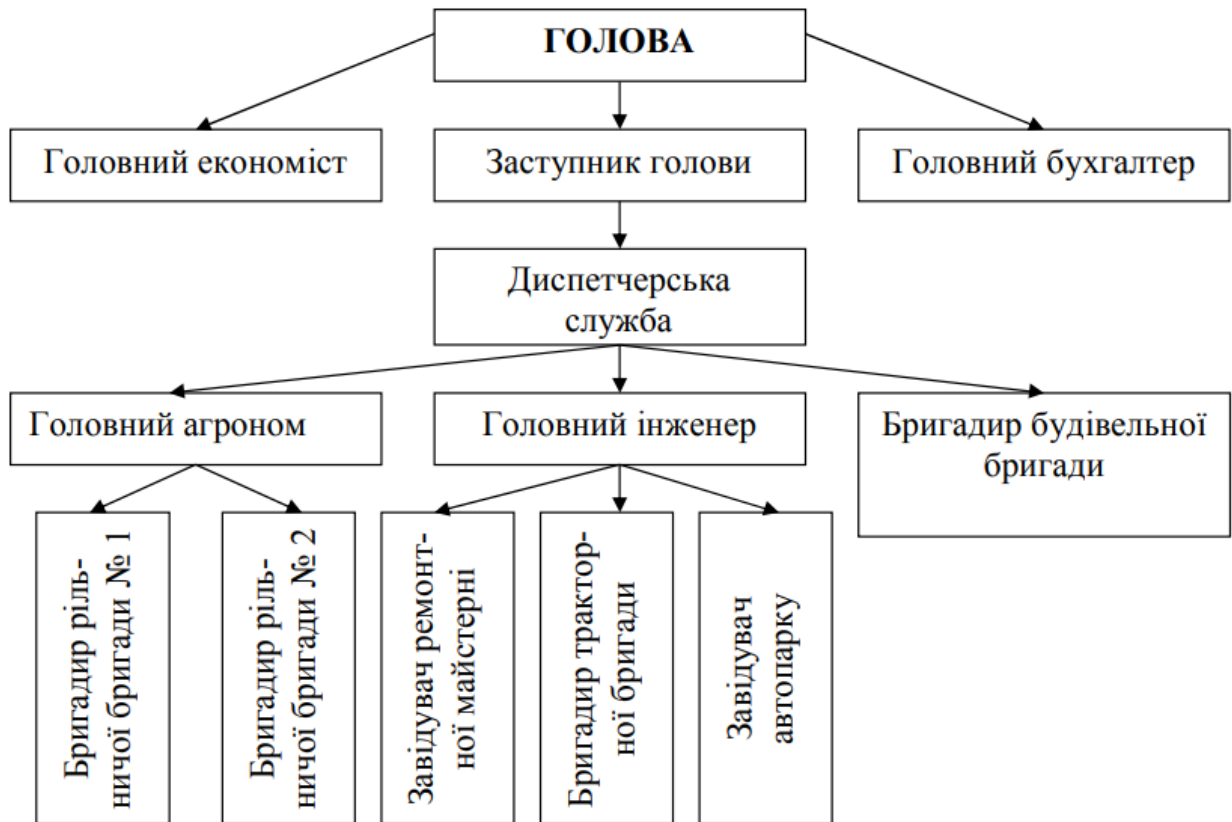 ГОЛОВА
Головний економіст
Заступник голови
Головний бухгалтер
Диспетчерська
служба
Головний агроном
Головний інженер
Бригадир будівельної
бригади
Бригадир ріль-
ничої бригади № 1
Бригадир ріль-
ничої бригади № 2
Завідувач ремонт-
ної майстерні
Бригадир трактор-
ної бригади
Завідувач
автопарку